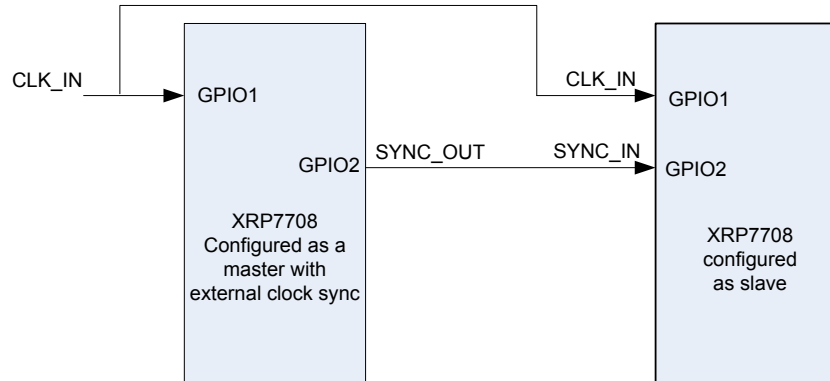 CLK_IN
GPIO1
GPIO2
SYNC_OUT
XRP7708
Configured as a
master with
external clock sync
CLK_IN
SYNC_IN
GPIO1
GPIO2
XRP7708
configured
as slave